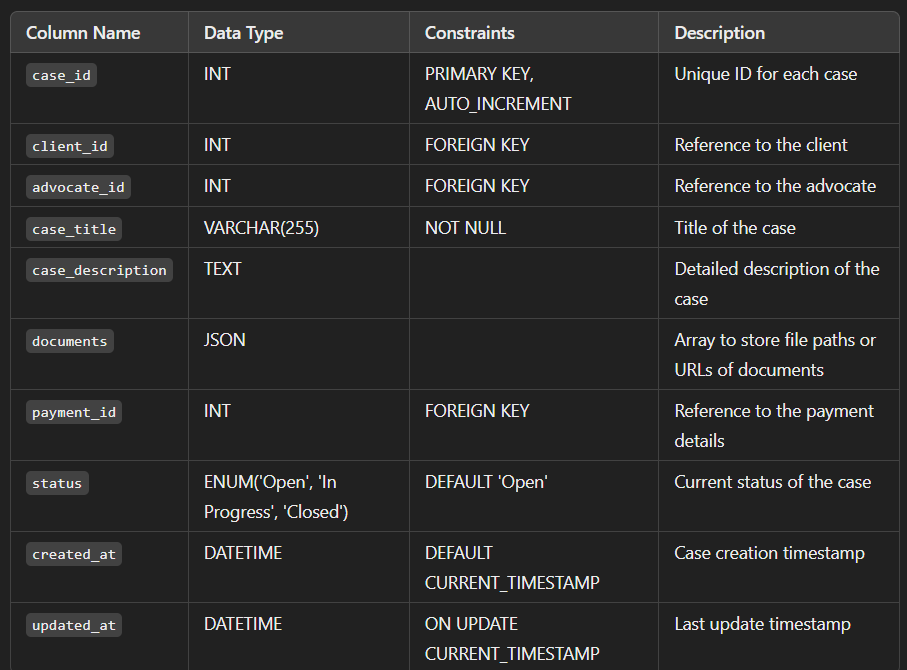 Column Name Data Type Constraints Description
case_id INT PRIMARY KEY, Unique ID for each case
AUTO_INCREMENT
client_id INT FOREIGN KEY Reference to the client
advocate_id INT FOREIGN KEY Reference to the advocate
case_title VARCHAR(255) NOT NULL Title of the case
case_description TEXT Detailed description of the
case
documents JSON Array to store file paths or
URLs of documents
payment_id INT FOREIGN KEY Reference to the payment
details
status ENUM('Open', 'In DEFAULT 'Open' Current status of the case
Progress', 'Closed')
created_at DATETIME DEFAULT Case creation timestamp
CURRENT_TIMESTAMP
updated_at DATETIME ON UPDATE Last update timestamp
CURRENT_TIMESTAMP